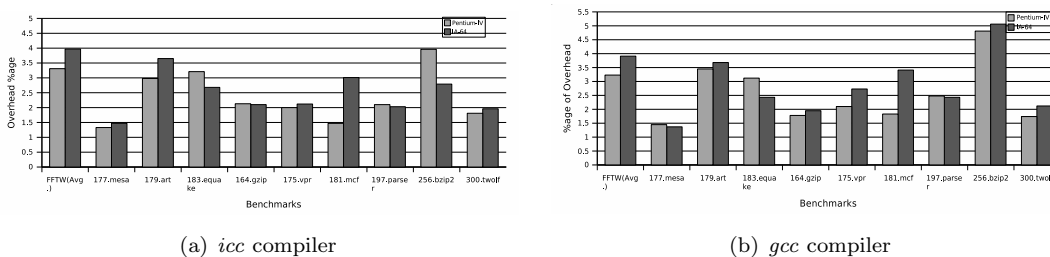 5
4.5
4
3.5
3
2.5
2
1.5
1
0.5
0
Overhead %age
Pentium-IV
IA-64
FFTW(Avg
.)
177.mesa
179.art
183.equa
ke
164.gzip
175.vpr
181.mcf
197.parse
r
256.bzip2
300.twolf
Benchmarks
(a) icc compiler
5.5
5
4.5
4
3.5
3
2.5
2
1.5
1
0.5
0
%age of Overhead
Pentium-IV
IA-64
FFTW(Avg
.)
177.mesa
179.art
183.equa
ke
164.gzip
175.vpr
181.mcf
197.parse
r
256.bzip2
300.twolf
Benchmarks
(b) gcc compiler